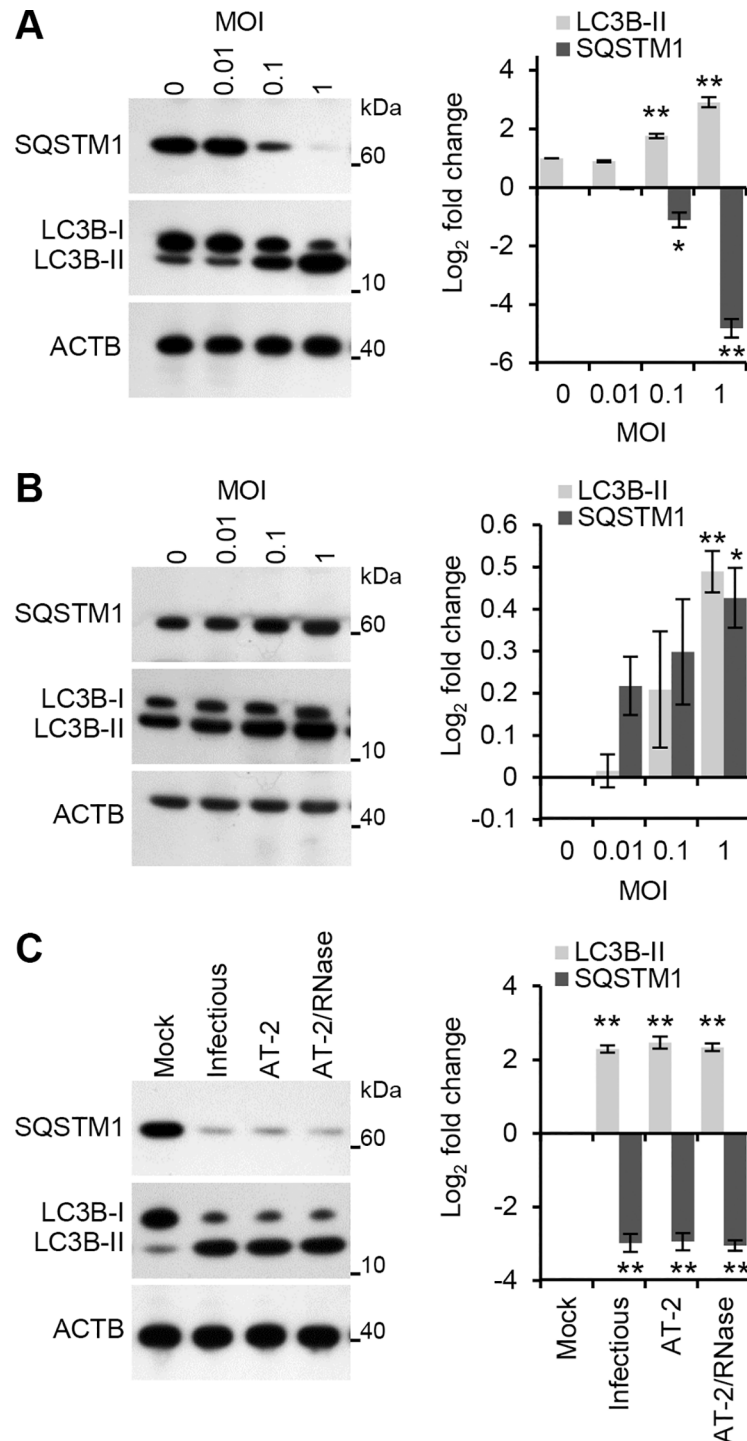 A
MOI
0 0.01 0.1 1
kDa
SQSTM1
60
LC3B-I
LC3B-II
10
ACTB
40
LC3B-II
SQSTM1
Log2 fold change
4
2
0
-2
-4
-6
**
**
*
**
0 0.01 0.1 1
MOI
B
MOI
0 0.01 0.1 1
kDa
SQSTM1
60
LC3B-I
LC3B-II
10
ACTB
40
LC3B-II
SQSTM1
Log2 fold change
0.6
0.5
0.4
0.3
0.2
0.1
0
-0.1
** *
0 0.01 0.1 1
MOI
C
Mock Infectious AT-2 AT-2/RNase
kDa
SQSTM1
60
LC3B-I
LC3B-II
10
ACTB
40
LC3B-II
SQSTM1
Log2 fold change
4
2
0
-2
-4
** ** **
** ** **
Mock Infectious AT-2 AT-2/RNase